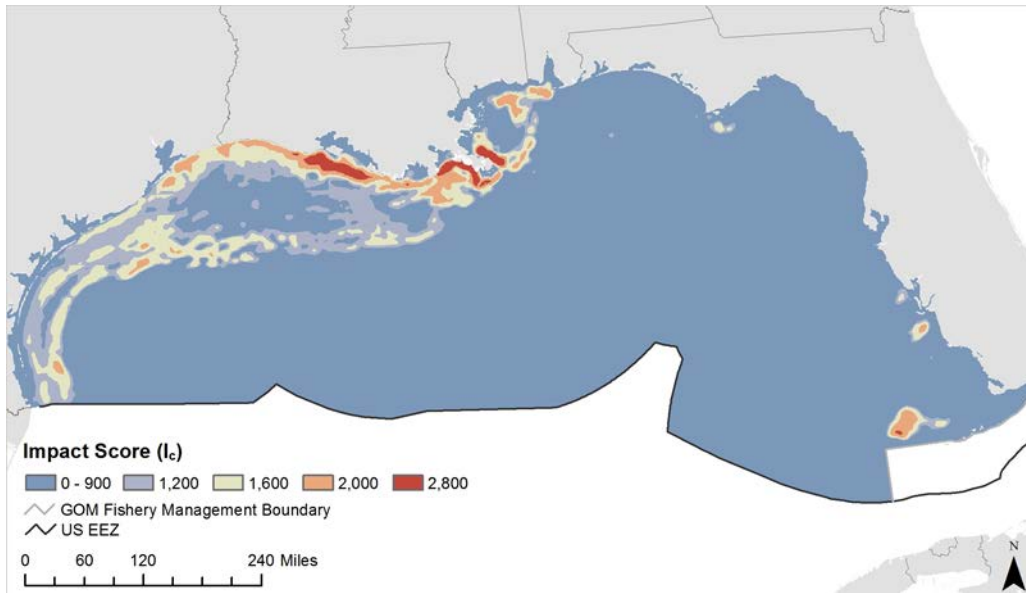 Impact Score (Ic)
0 - 900 1,200 1,600 2,000 2,800
GOM Fishery Management Boundary
US EEZ
0 60 120 240 Miles
N